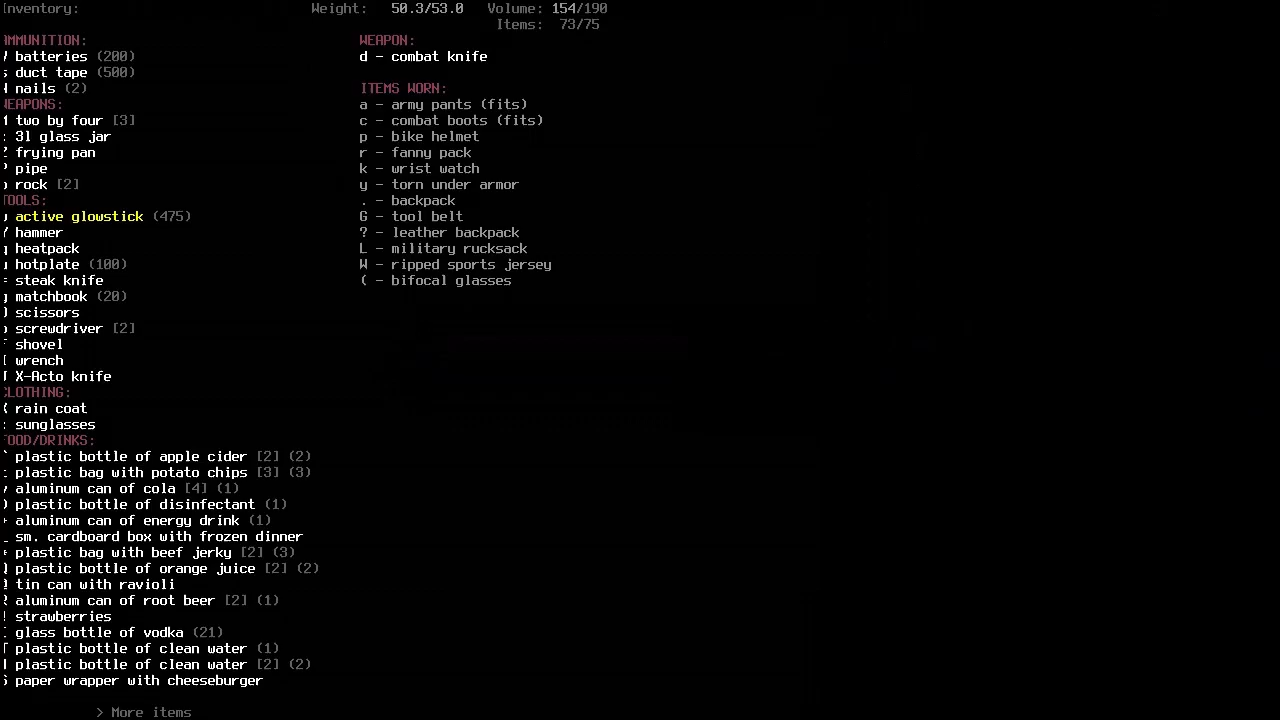 Inventory: Weight: 50.3/53.0 Volume: 154/190
Items: 73/75
AMMUNITION:
batteries (200)
duct tape (500)
nails (2)
WEAPONS:
two by four [3]
3l glass jar
frying pan
pipe
rock [2]
TOOLS:
active glowstick (475)
hammer
heatpack
hotplate (100)
steak knife
matchbook (20)
scissors
screwdriver [2]
shovel
wrench
X-Acto knife
CLOTHING:
rain coat
sunglasses
FOOD/DRINKS:
plastic bottle of apple cider [2] (2)
plastic bag with potato chips [3] (3)
aluminum can of cola [4] (1)
plastic bottle of disinfectant (1)
aluminum can of energy drink (1)
sm. cardboard box with frozen dinner
plastic bag with beef jerky [2] (3)
plastic bottle of orange juice [2] (2)
tin can with ravioli
aluminum can of root beer [2] (1)
strawberries
glass bottle of vodka (21)
plastic bottle of clean water (1)
plastic bottle of clean water [2] (2)
paper wrapper with cheeseburger
> More items
WEAPON:
d - combat knife
ITEMS WORN:
a - army pants (fits)
c - combat boots (fits)
p - bike helmet
r - fanny pack
k - wrist watch
y - torn under armor
. - backpack
G - tool belt
? - leather backpack
L - military rucksack
W - ripped sports jersey
( - bifocal glasses